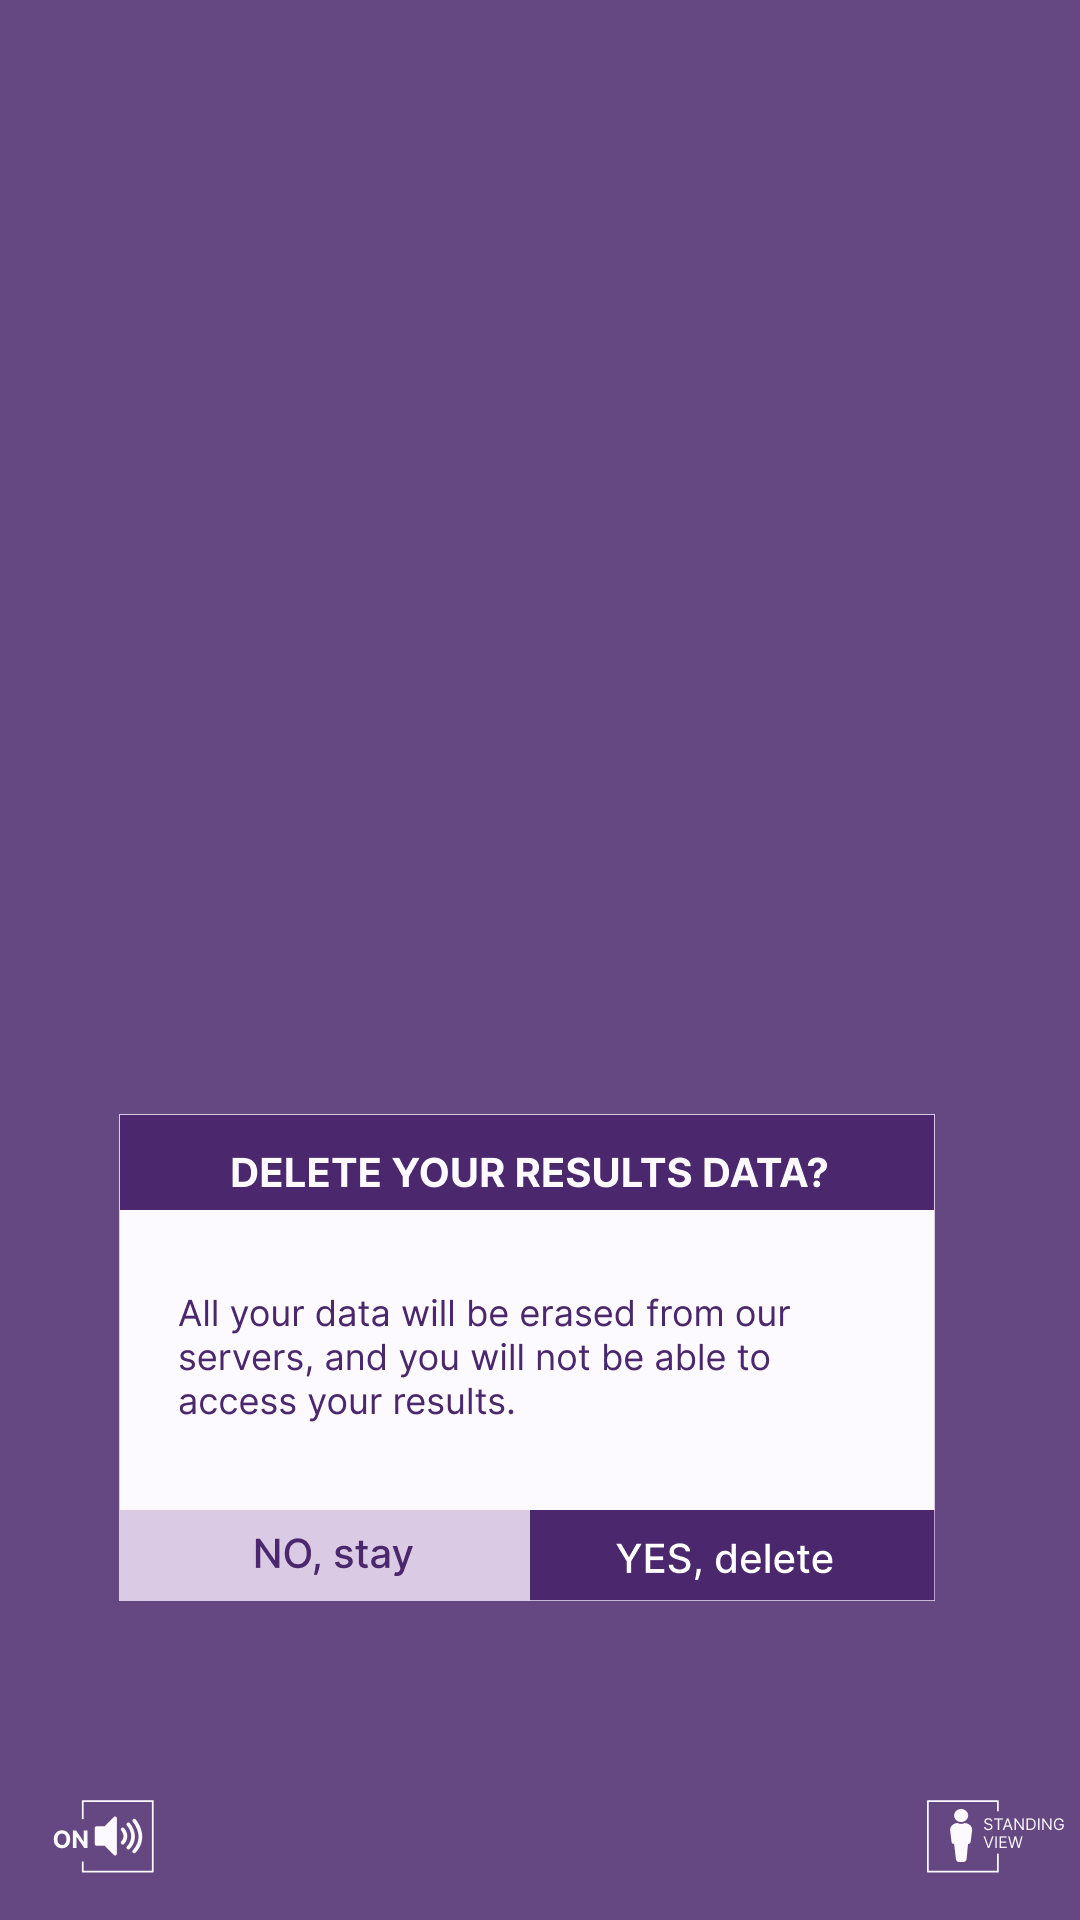 DELETE YOUR RESULTS DATA?
All your data will be erased from our
servers, and you will not be able to
access your results.
NO, stay
YES, delete
ON
STANDING
VIEW